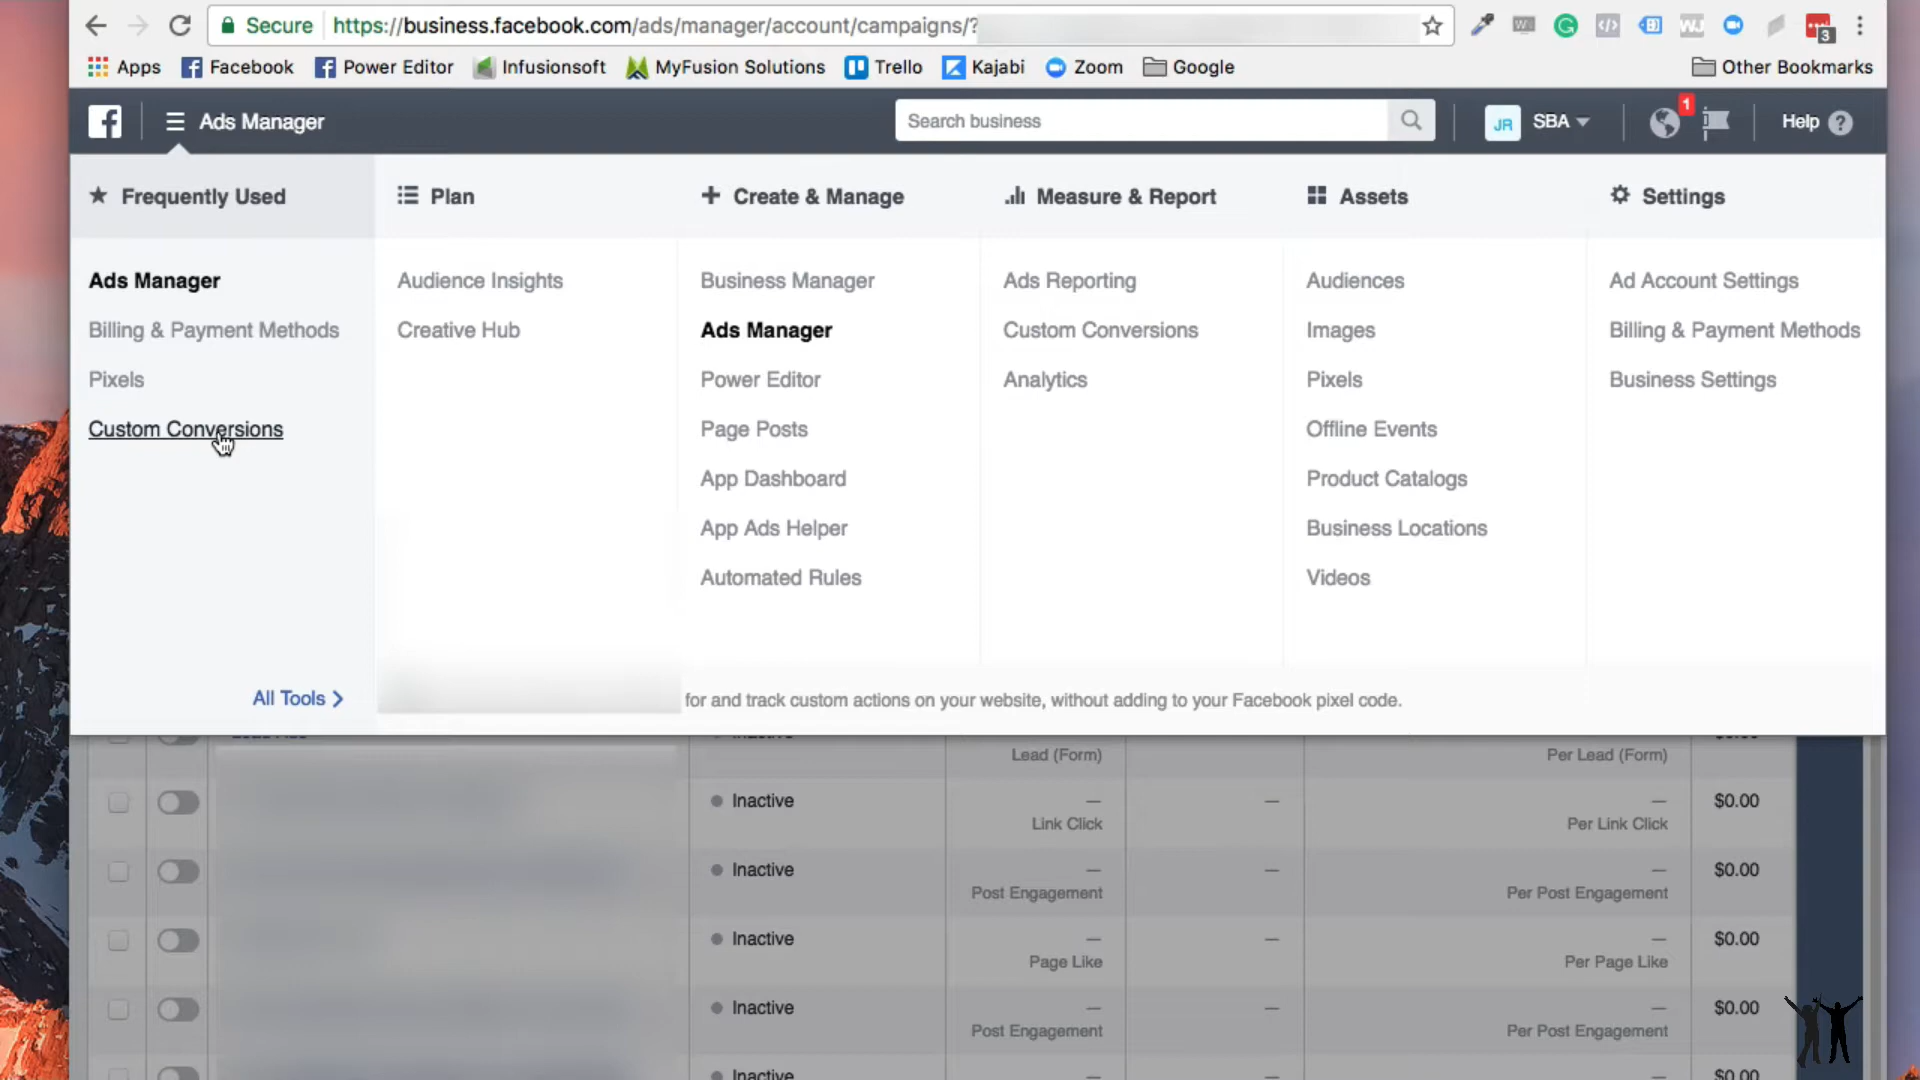 Secure https://business.facebook.com/ads/manager/account/campaigns/?
3
Apps Facebook Power Editor Infusionsoft MyFusion Solutions Trello Kajabi Zoom Google Other Bookmarks
Ads Manager Search business JR SBA 1 Help ?
Frequently Used Plan Create & Manage Measure & Report Assets Settings
Ads Manager Audience Insights Business Manager Ads Reporting Audiences Ad Account Settings
Billing & Payment Methods Creative Hub Ads Manager Custom Conversions Images Billing & Payment Methods
Pixels Power Editor Analytics Pixels Business Settings
Custom Conversions Page Posts Offline Events
App Dashboard Product Catalogs
App Ads Helper Business Locations
Automated Rules Videos
All Tools for and track custom actions on your website, without adding to your Facebook pixel code.
Lead (Form) Per Lead (Form)
Inactive — — — $0.00
Link Click Per Link Click
Inactive — — — $0.00
Post Engagement Per Post Engagement
Inactive — — — $0.00
Page Like Per Page Like
Inactive — — — $0.00
Post Engagement Per Post Engagement
Inactive — — — $0.00